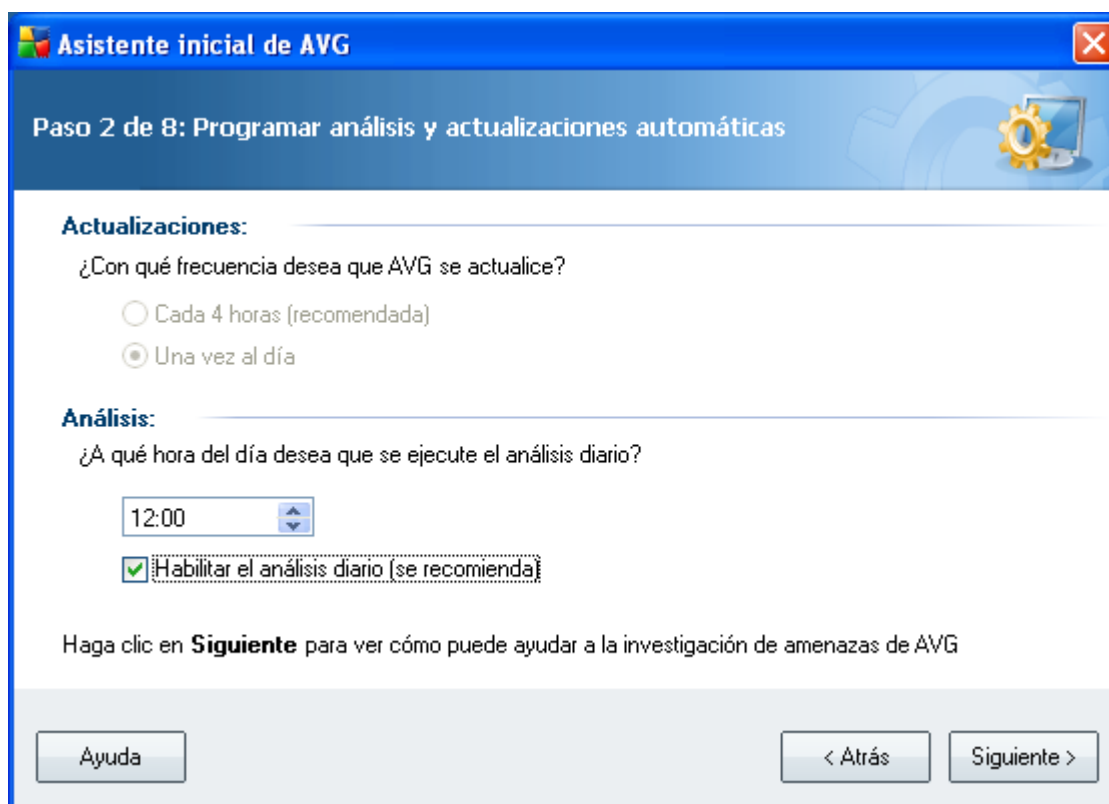 Asistente inicial de AVG
Paso 2 de 8: Programar análisis y actualizaciones automáticas
Actualizaciones:
¿Con qué frecuencia desea que AVG se actualice?
Cada 4 horas (recomendada)
Una vez al día
Análisis:
¿A qué hora del día desea que se ejecute el análisis diario?
12:00
Habilitar el análisis diario (se recomienda)
Haga clic en Siguiente para ver cómo puede ayudar a la investigación de amenazas de AVG
Ayuda
< Atrás
Siguiente >